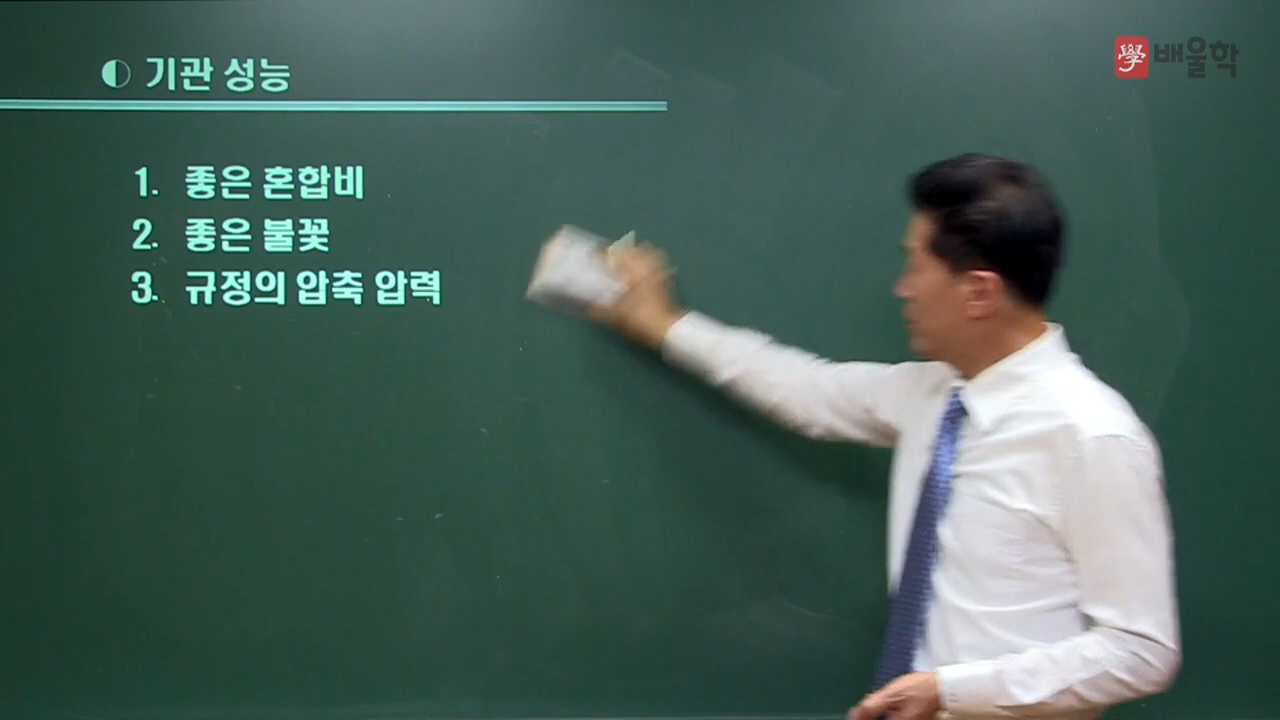 기관 성능
學 배울학
1. 좋은 혼합비
2. 좋은 불꽃
3. 규정의 압축 압력